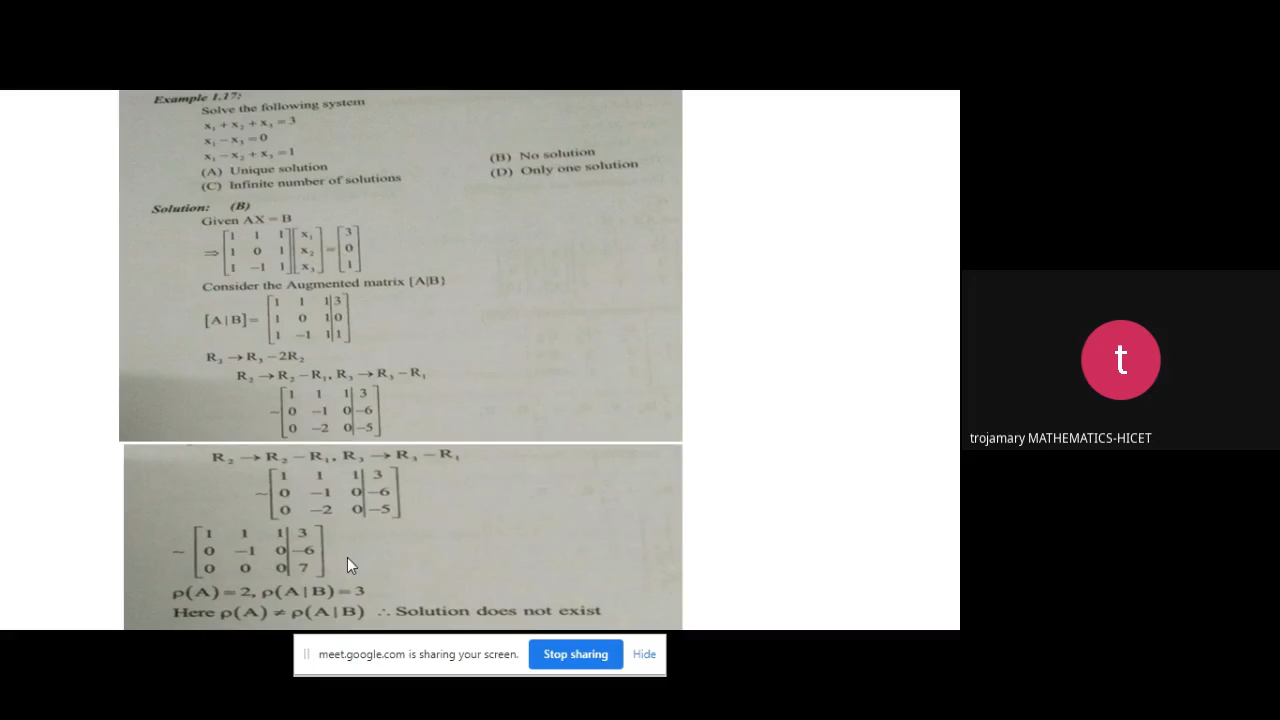 Example 1.17:
Solve the following system
x₁ + x₂ + x₃ = 3
x₁ − x₃ = 0
x₁ − x₂ + x₃ = 1
(A) Unique solution (B) No solution
(C) Infinite number of solutions (D) Only one solution
Solution: (B)
Given AX = B
⇒ [1 1 1; 1 0 1; 1 −1 1] [x₁; x₂; x₃] = [3; 0; 1]
Consider the Augmented matrix [A|B}
[A | B] = [1 1 1|3; 1 0 1|0; 1 −1 1|1]
R₃ → R₃ − 2R₂
R₂ → R₂ − R₁, R₃ → R₃ − R₁
~ [1 1 1|3; 0 −1 0|−6; 0 −2 0|−5]
R₂ → R₂ − R₁, R₃ → R₃ − R₁
~ [1 1 1|3; 0 −1 0|−6; 0 −2 0|−5]
~ [1 1 1|3; 0 −1 0|−6; 0 0 0|7]
ρ(A) = 2, ρ(A | B) = 3
Here ρ(A) ≠ ρ(A | B) ∴ Solution does not exist
t
trojamary MATHEMATICS-HICET
meet.google.com is sharing your screen. Stop sharing Hide